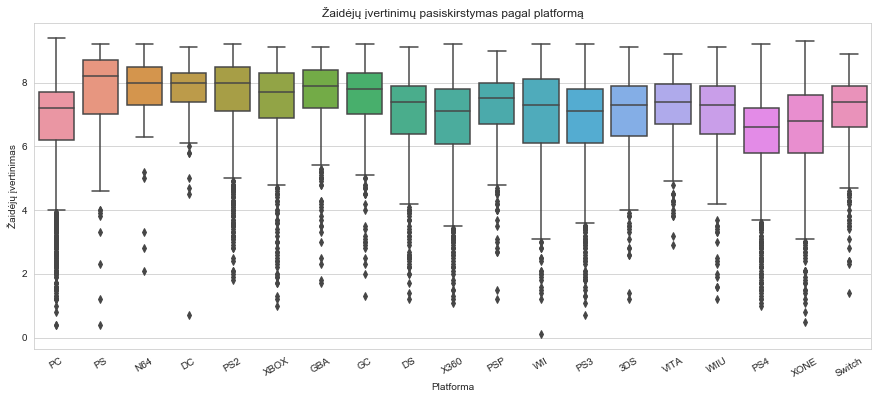 Žaidėjų įvertinimų pasiskirstymas pagal platformą
Žaidėjų įvertinimas
8
6
4
2
0
PC PS N64 DC PS2 XBOX GBA GC DS X360 PSP WII PS3 3DS VITA WIIU PS4 XONE Switch
Platforma